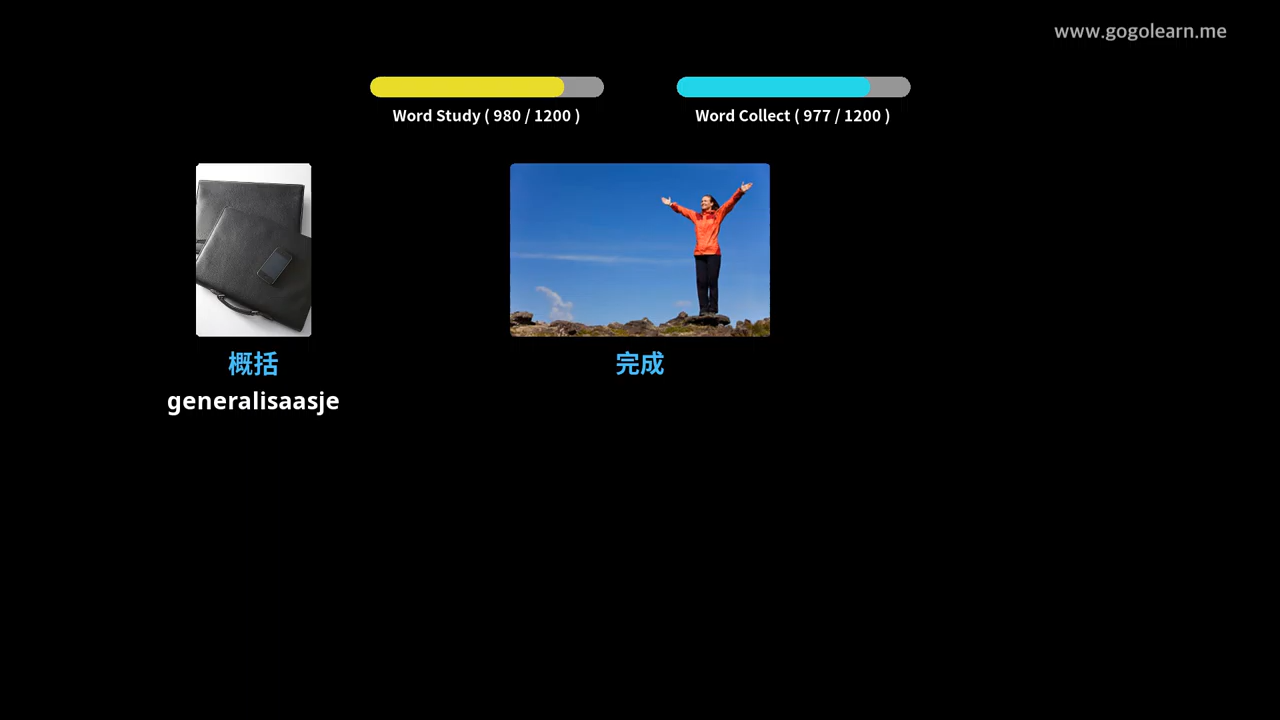 www.gogolearn.me
Word Study ( 980 / 1200 )
Word Collect ( 977 / 1200 )
概括
完成
generalisaasje